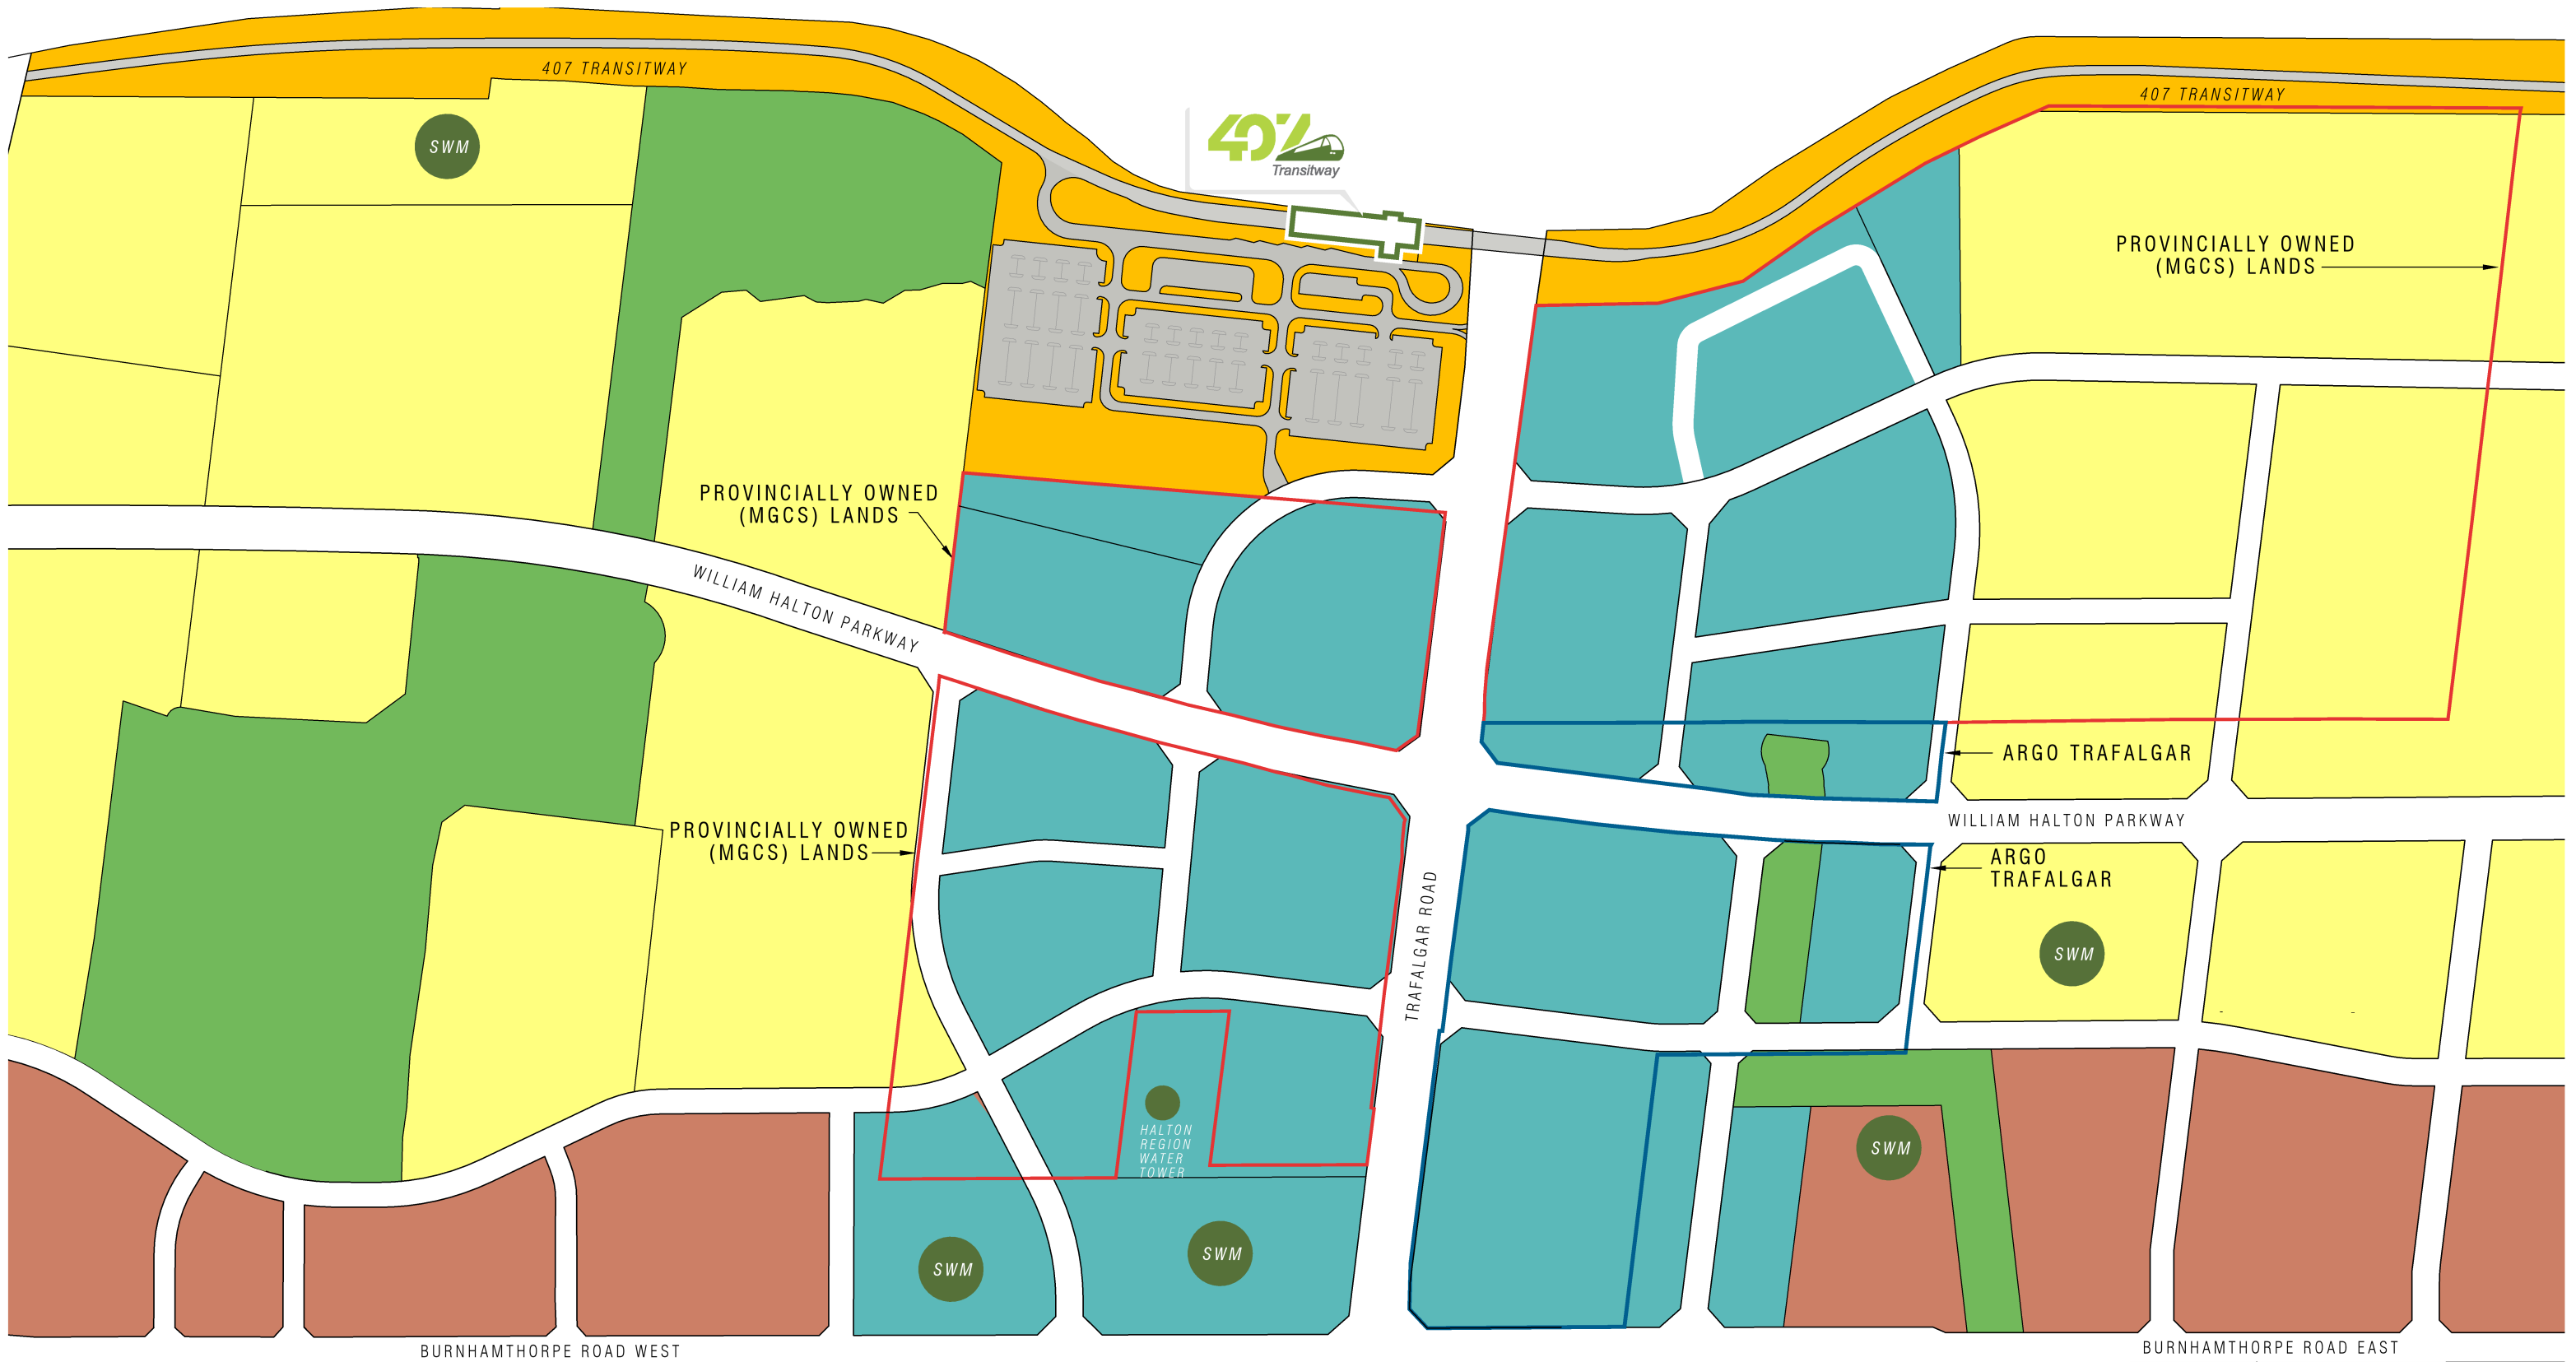 407 TRANSITWAY
407 TRANSITWAY
SWM
407
Transitway
PROVINCIALLY OWNED
(MGCS) LANDS
PROVINCIALLY OWNED
(MGCS) LANDS
WILLIAM HALTON PARKWAY
ARGO TRAFALGAR
PROVINCIALLY OWNED
(MGCS) LANDS
WILLIAM HALTON PARKWAY
ARGO
TRAFALGAR
TRAFALGAR ROAD
SWM
HALTON
REGION
WATER
TOWER
SWM
SWM
SWM
BURNHAMTHORPE ROAD WEST
BURNHAMTHORPE ROAD EAST